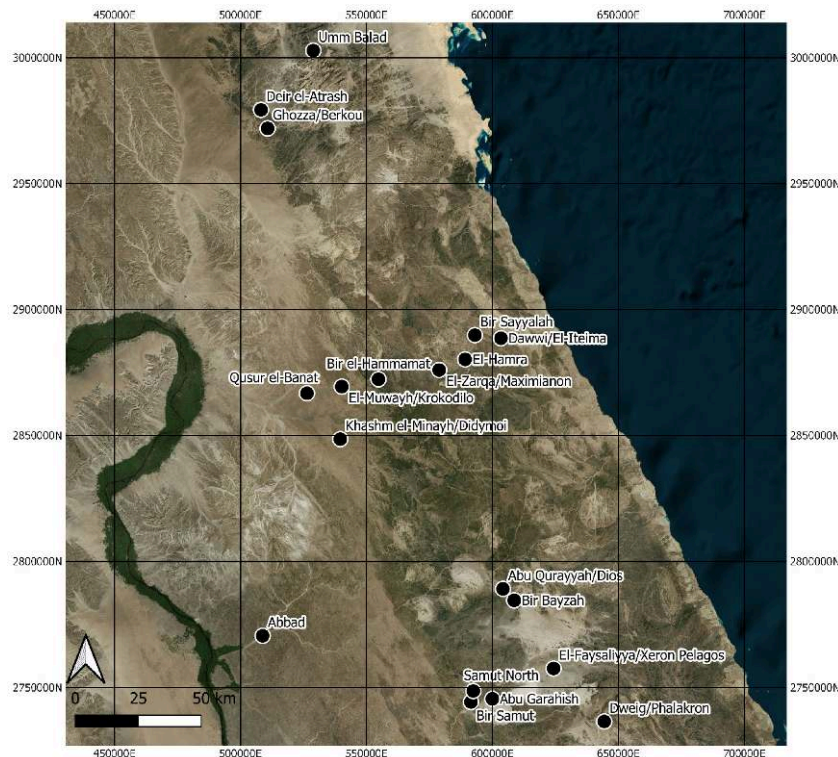 450000E 500000E 550000E 600000E 650000E 700000E
3000000N 3000000N
Umm Balad
Deir el-Atrash
Ghozza/Berkou
2950000N 2950000N
2900000N 2900000N
Bir Sayyalah
Dawwi/El-Iteima
El-Hamra
Bir el-Hammamat
El-Zarqa/Maximianon
Qusur el-Banat
El-Muwayh/Krokodilo
Khashm el-Minayh/Didymoi
2850000N 2850000N
2800000N 2800000N
Abu Qurayyah/Dios
Bir Bayzah
Abbad
El-Faysaliyya/Xeron Pelagos
Samut North
2750000N 2750000N
Abu Garahish
Bir Samut
Dweig/Phalakron
0 25 50 km
450000E 500000E 550000E 600000E 650000E 700000E